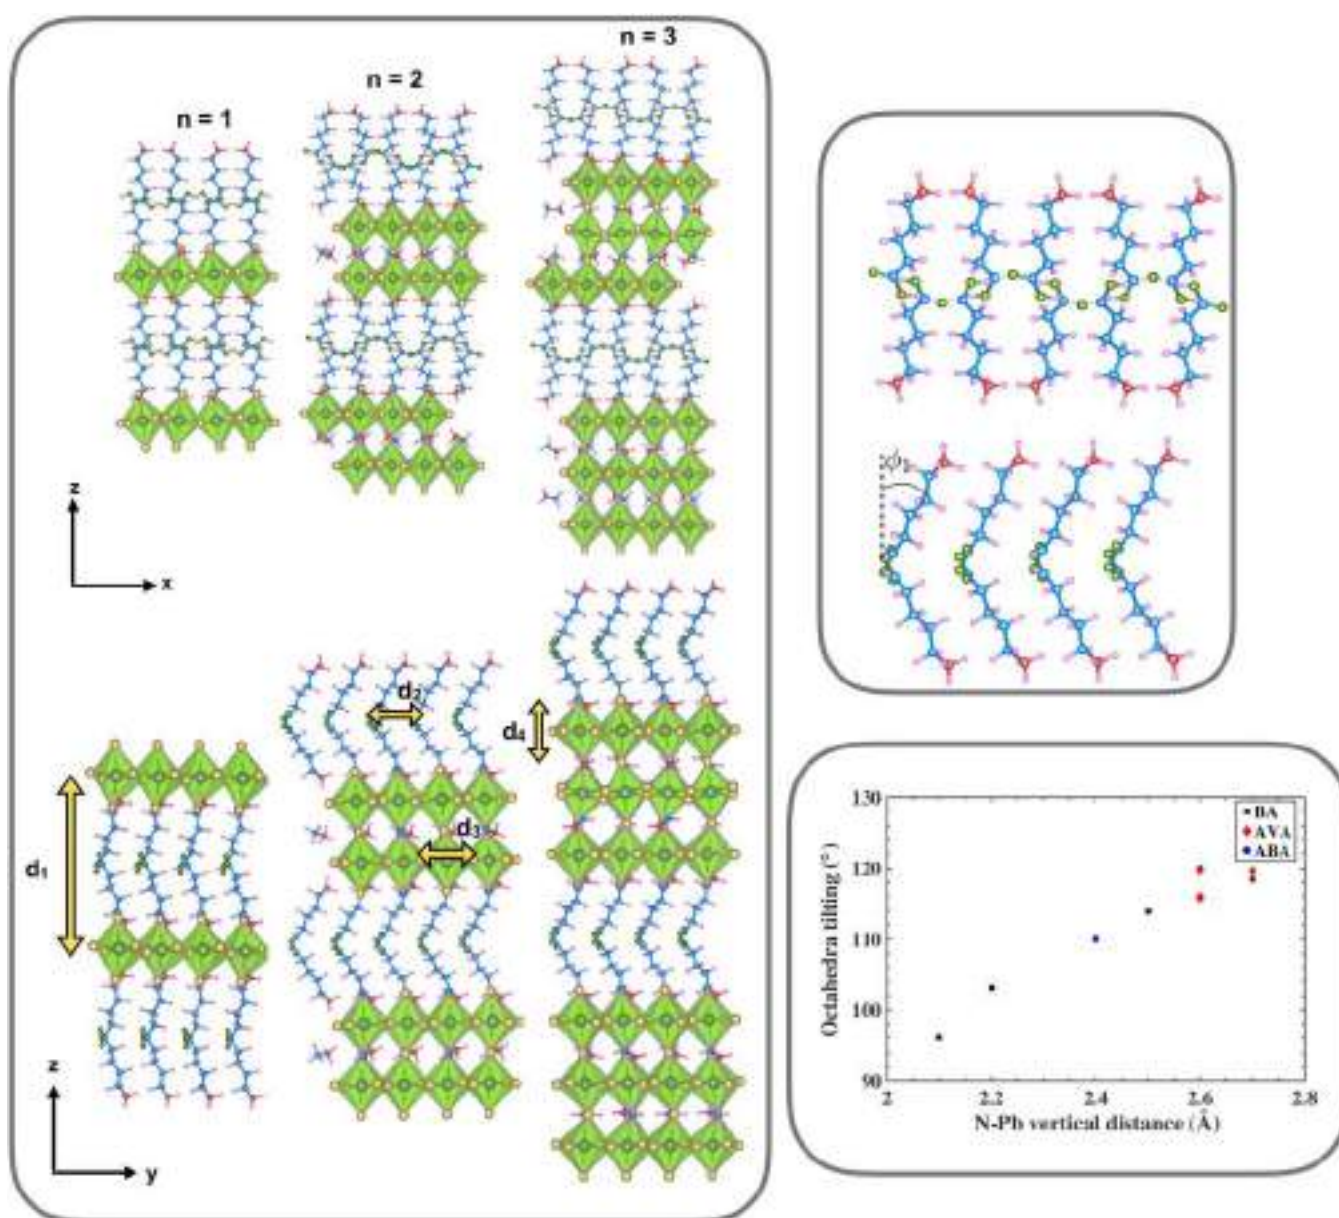 n = 1
n = 2
n = 3
z
x
d₁
d₂
d₃
d₄
z
y
ϕ₁
130
120
110
100
90
2
2.2
2.4
2.6
2.8
Octahedra tilting (°)
N-Pb vertical distance (Å)
BA
AVA
ABA